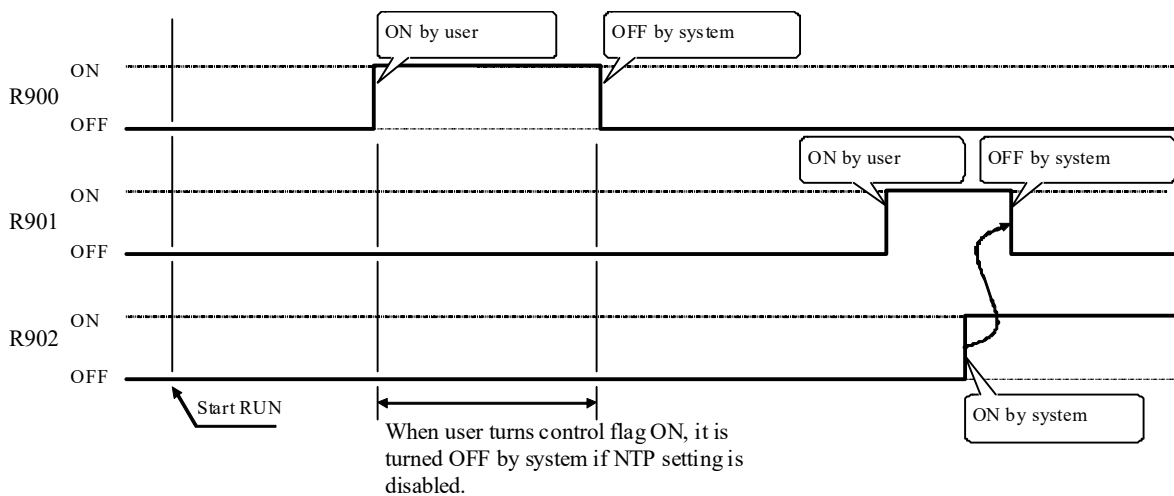 ON by user
OFF by system
R900
ON
OFF
ON by user
OFF by system
R901
ON
OFF
R902
ON
OFF
Start RUN
ON by system
When user turns control flag ON, it is
turned OFF by system if NTP setting is
disabled.